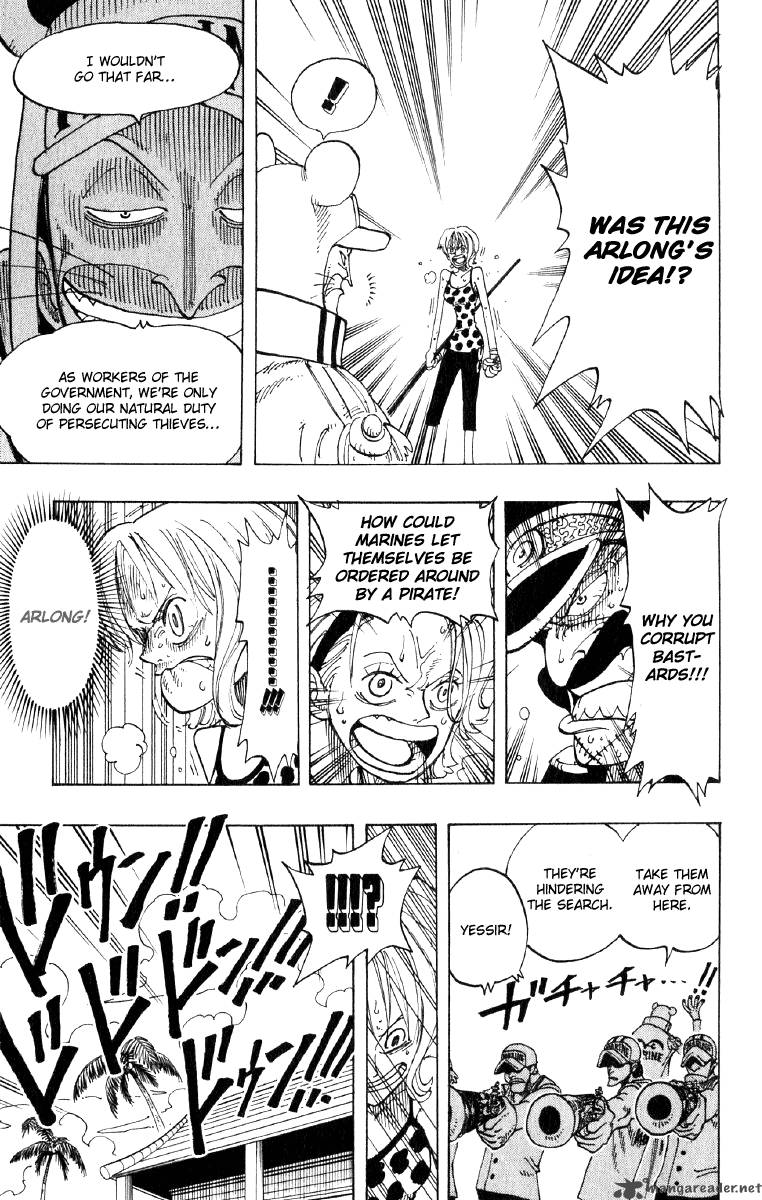 WAS THIS
ARLONG'S
IDEA!?
!
I WOULDN'T
GO THAT FAR...
AS WORKERS OF THE
GOVERNMENT, WE'RE ONLY
DOING OUR NATURAL DUTY
OF PERSECUTING THIEVES...
WHY YOU
CORRUPT
BAST-
ARDS!!!
HOW COULD
MARINES LET
THEMSELVES BE
ORDERED AROUND
BY A PIRATE!
ARLONG!
TAKE THEM
AWAY FROM
HERE.
THEY'RE
HINDERING
THE SEARCH.
YESSIR!
ガチャチャ...!!
INE
!!!!?
ドゥン!!
ドゥン!!
ドゥン!!
mangareader.net